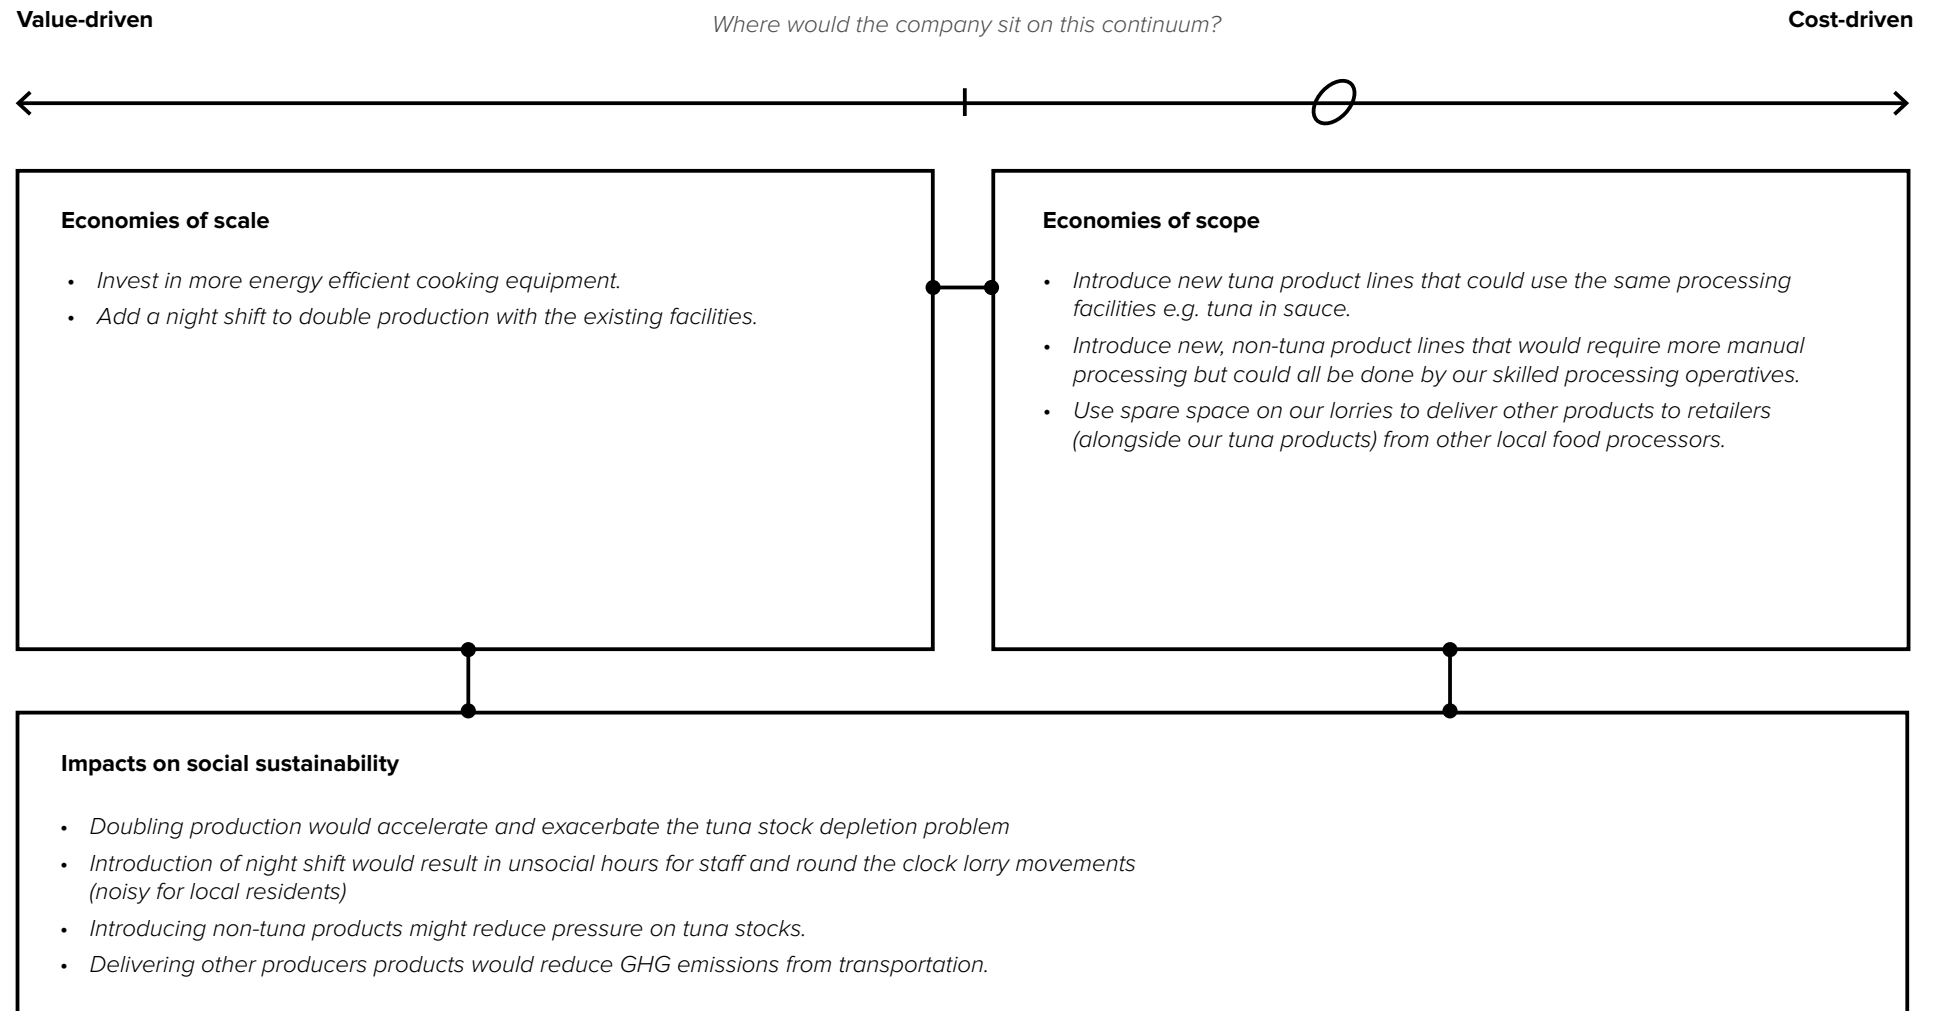 Value-driven
Where would the company sit on this continuum?
Cost-driven
Economies of scale
• Invest in more energy efficient cooking equipment.
• Add a night shift to double production with the existing facilities.
Economies of scope
• Introduce new tuna product lines that could use the same processing
facilities e.g. tuna in sauce.
• Introduce new, non-tuna product lines that would require more manual
processing but could all be done by our skilled processing operatives.
• Use spare space on our lorries to deliver other products to retailers
(alongside our tuna products) from other local food processors.
Impacts on social sustainability
• Doubling production would accelerate and exacerbate the tuna stock depletion problem
• Introduction of night shift would result in unsocial hours for staff and round the clock lorry movements
(noisy for local residents)
• Introducing non-tuna products might reduce pressure on tuna stocks.
• Delivering other producers products would reduce GHG emissions from transportation.